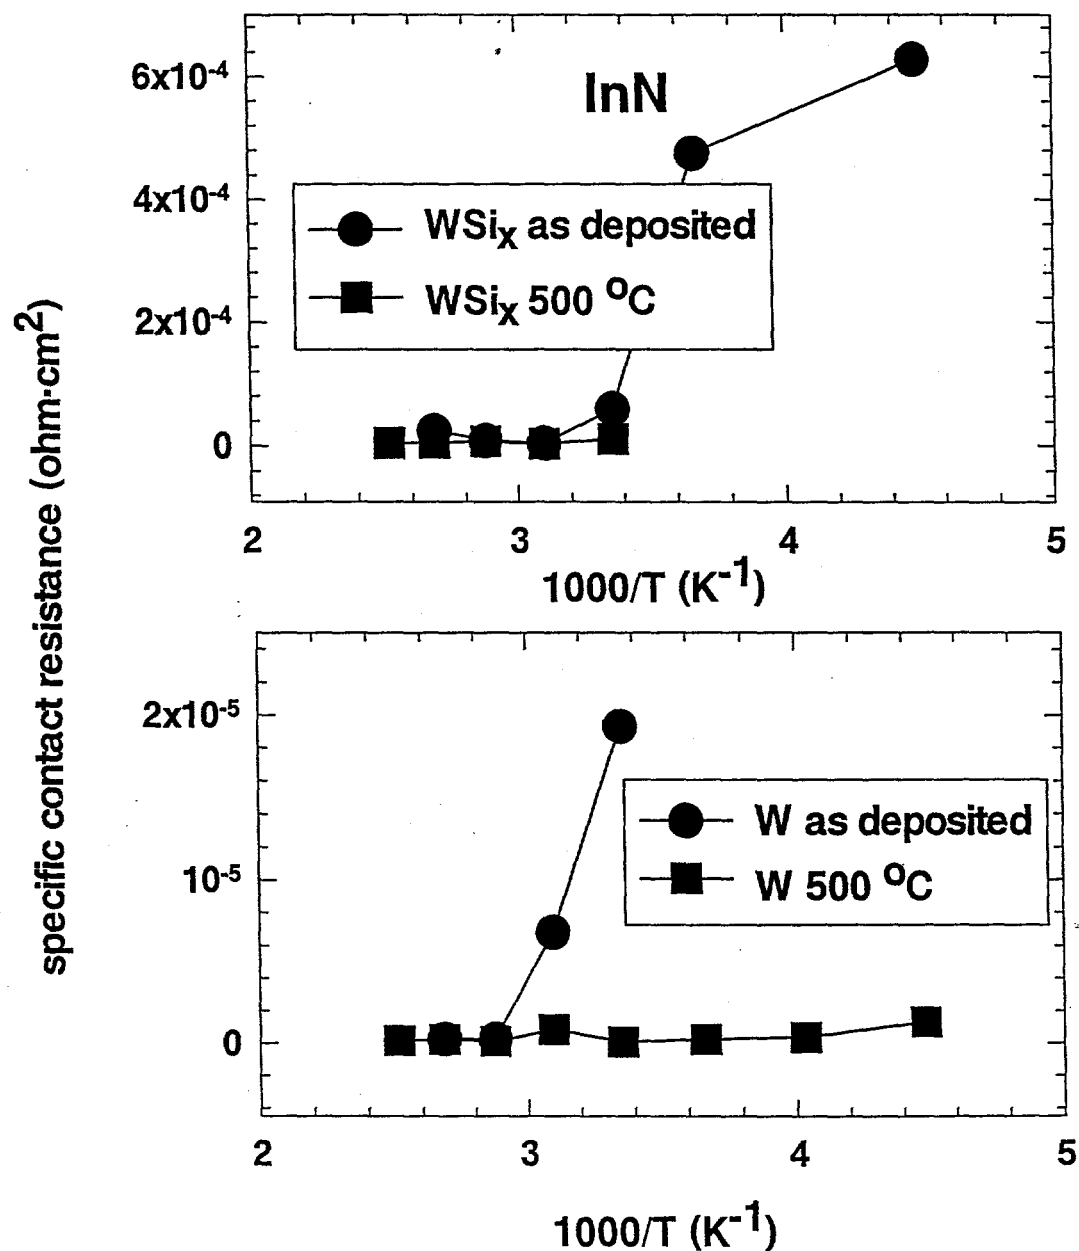 specific contact resistance (ohm·cm²)
6x10⁻⁴
InN
4x10⁻⁴
WSiₓ as deposited
WSiₓ 500 ºC
2x10⁻⁴
0
2 3 4 5
1000/T (K⁻¹)
2x10⁻⁵
W as deposited
10⁻⁵
W 500 ºC
0
2 3 4 5
1000/T (K⁻¹)